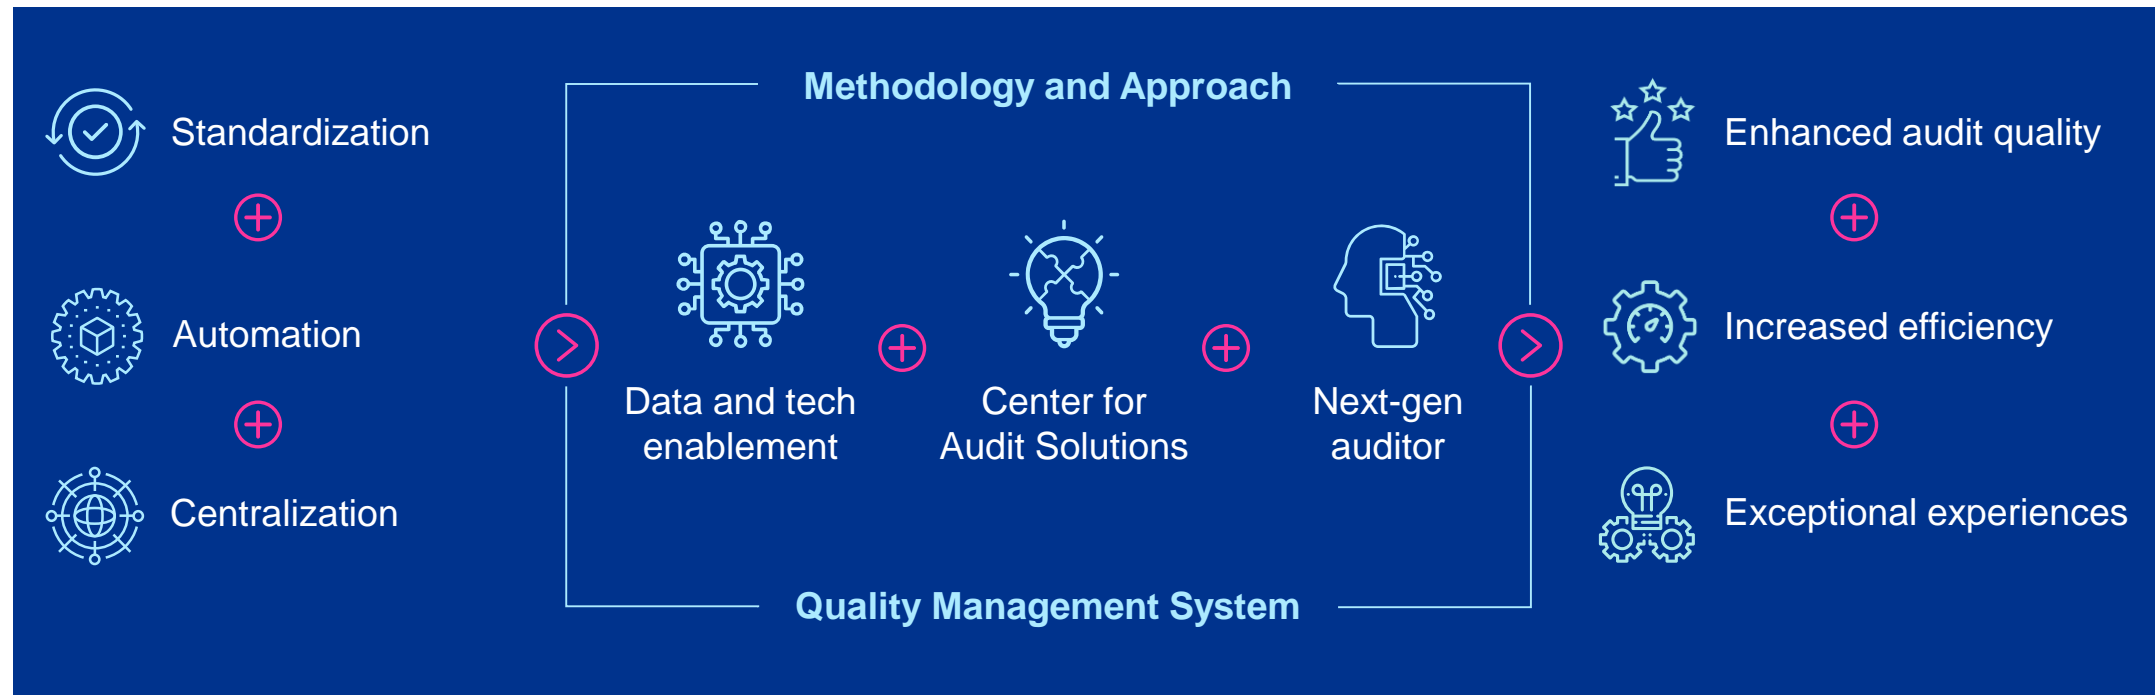 Standardization
Automation
Centralization
Methodology and Approach
Data and tech
enablement
Center for
Audit Solutions
Next-gen
auditor
Quality Management System
Enhanced audit quality
Increased efficiency
Exceptional experiences